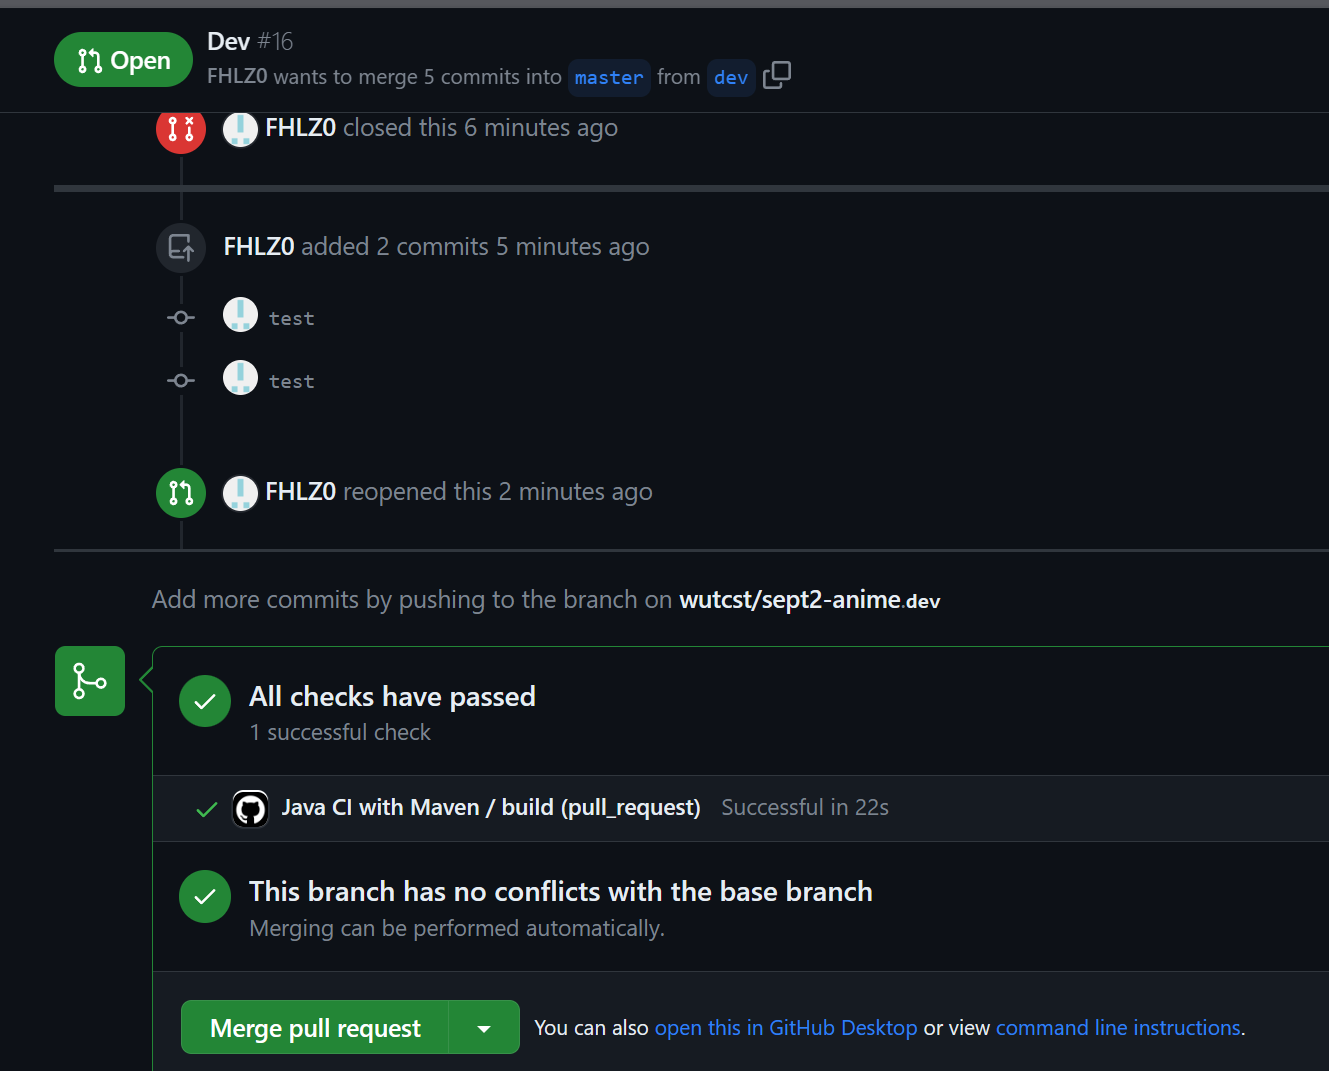 Open
Dev #16
FHLZ0 wants to merge 5 commits into master from dev
FHLZ0 closed this 6 minutes ago
FHLZ0 added 2 commits 5 minutes ago
test
test
FHLZ0 reopened this 2 minutes ago
Add more commits by pushing to the branch on wutcst/sept2-anime.dev
All checks have passed
1 successful check
Java CI with Maven / build (pull_request) Successful in 22s
This branch has no conflicts with the base branch
Merging can be performed automatically.
Merge pull request
You can also open this in GitHub Desktop or view command line instructions.